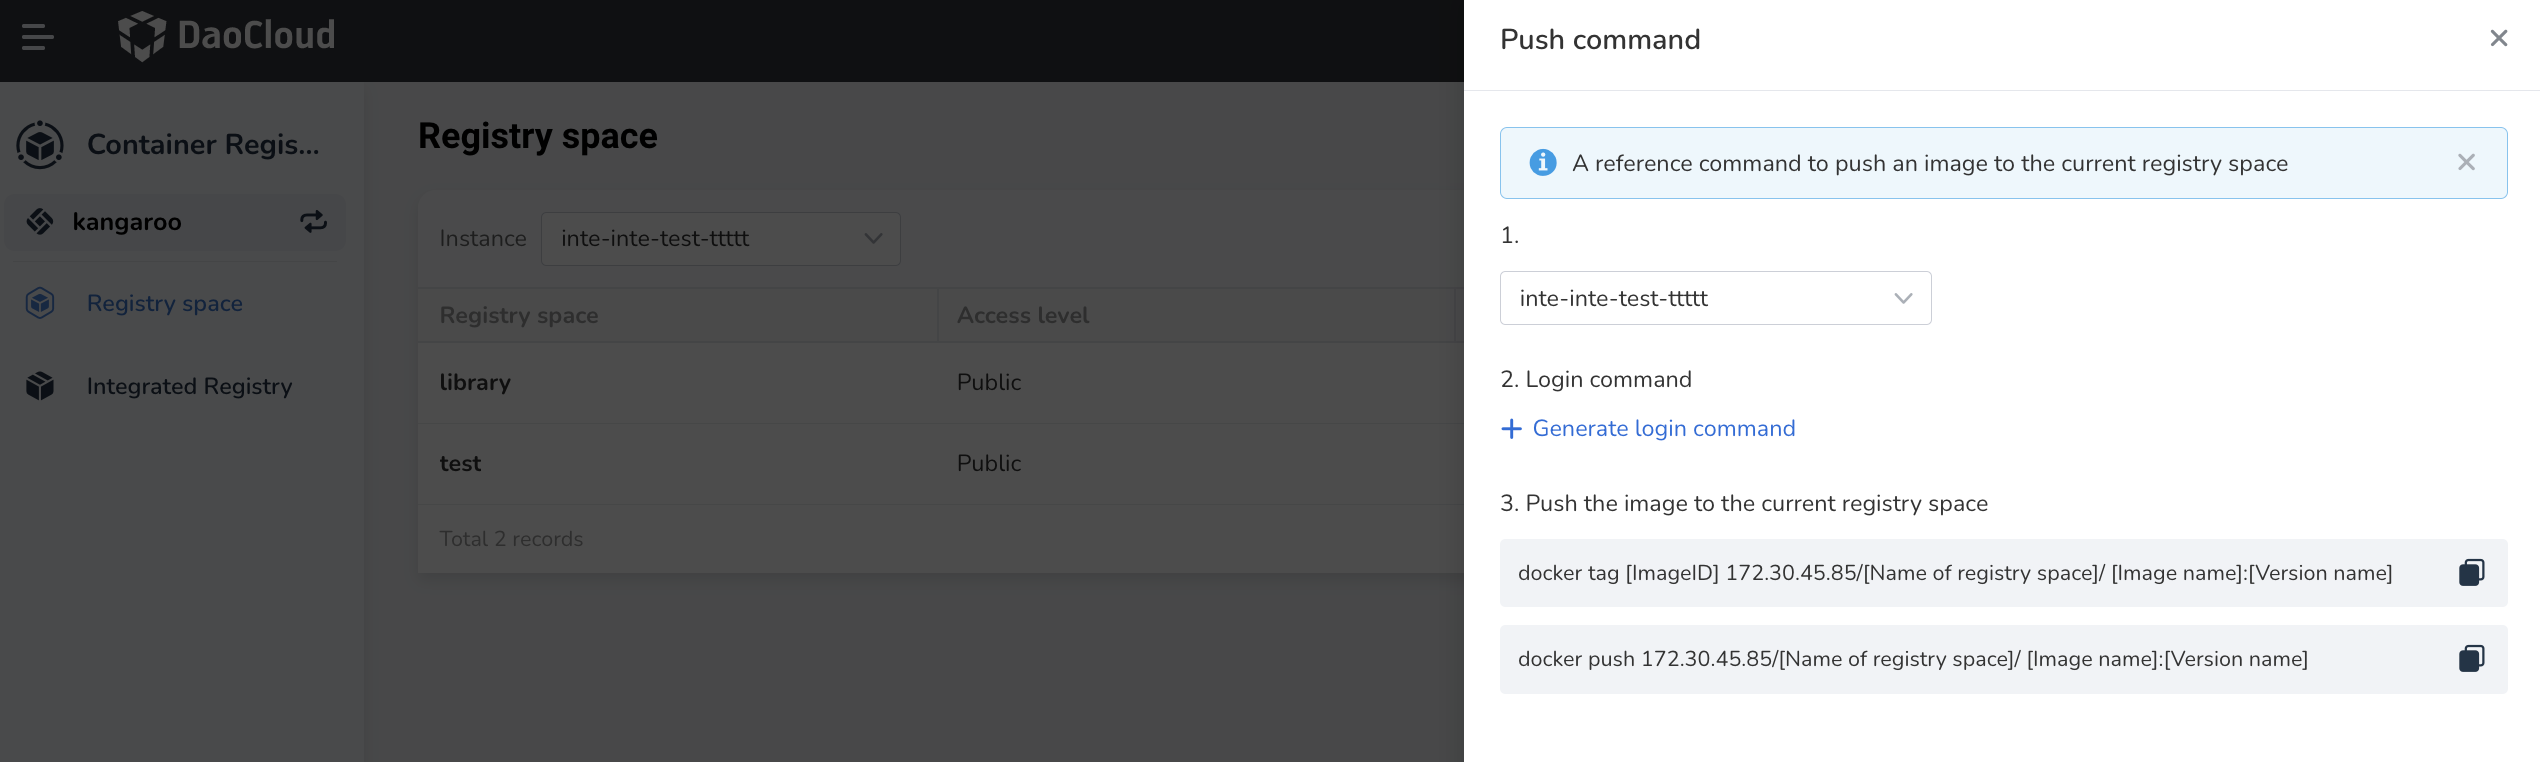 DaoCloud
Container Regis...
kangaroo
Registry space
Integrated Registry
Registry space
Instance
inte-inte-test-ttttt
Registry space
Access level
library
Public
test
Public
Total 2 records
Push command
A reference command to push an image to the current registry space
1.
inte-inte-test-ttttt
2. Login command
Generate login command
3. Push the image to the current registry space
docker tag [ImageID] 172.30.45.85/[Name of registry space]/ [Image name]:[Version name]
docker push 172.30.45.85/[Name of registry space]/ [Image name]:[Version name]